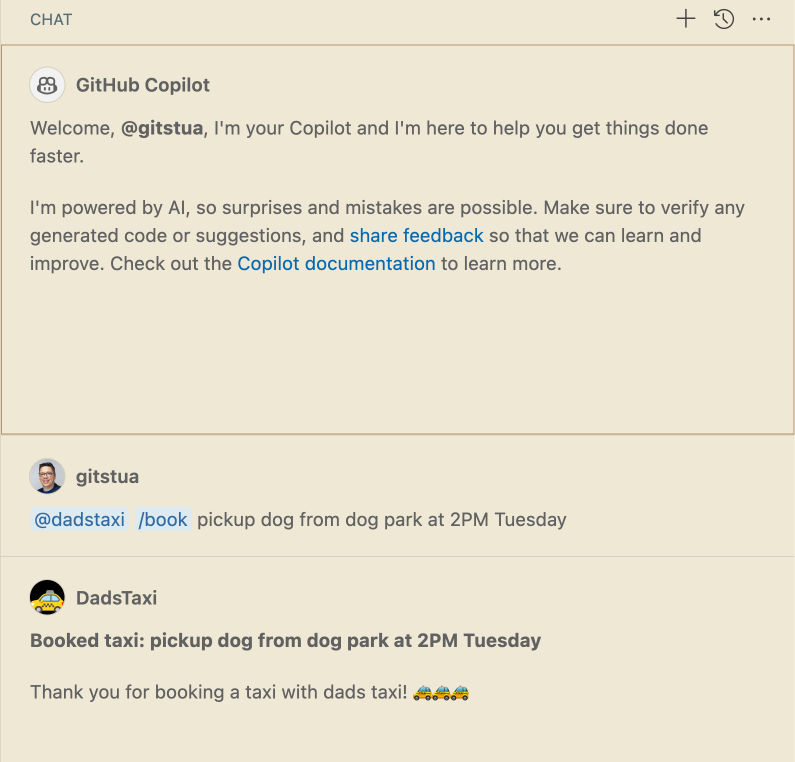 CHAT
GitHub Copilot
Welcome, @gitstua, I'm your Copilot and I'm here to help you get things done
faster.
I'm powered by AI, so surprises and mistakes are possible. Make sure to verify any
generated code or suggestions, and share feedback so that we can learn and
improve. Check out the Copilot documentation to learn more.
gitstua
@dadstaxi /book pickup dog from dog park at 2PM Tuesday
DadsTaxi
Booked taxi: pickup dog from dog park at 2PM Tuesday
Thank you for booking a taxi with dads taxi! 🚕🚕🚕